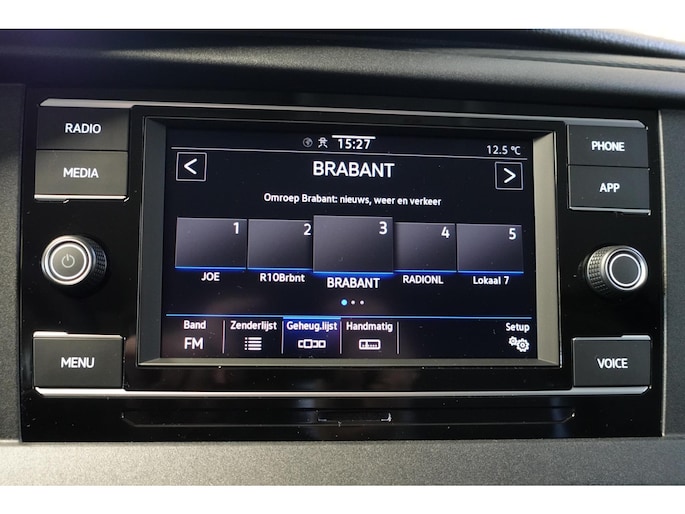 RADIO
MEDIA
MENU
PHONE
APP
VOICE
15:27
12.5 °C
< BRABANT >
Omroep Brabant: nieuws, weer en verkeer
1 2 3 4 5
JOE R10Brbnt BRABANT RADIONL Lokaal 7
Band Zenderlijst Geheug.lijst Handmatig Setup
FM